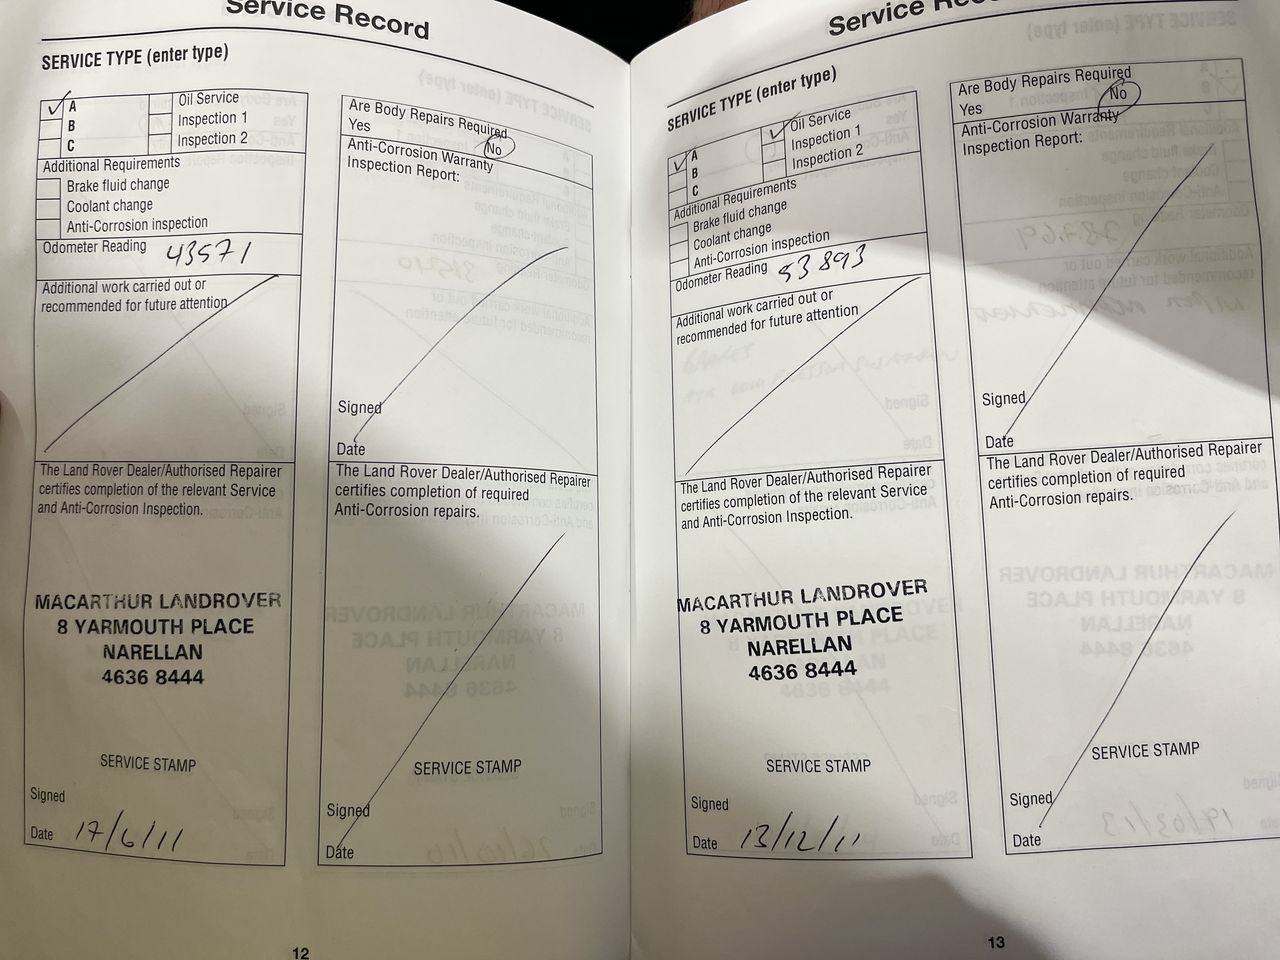 Service Record
SERVICE TYPE (enter type)
A
B
C
Oil Service
Inspection 1
Inspection 2
Additional Requirements
Brake fluid change
Coolant change
Anti-Corrosion inspection
Odometer Reading 43571
Additional work carried out or
recommended for future attention
The Land Rover Dealer/Authorised Repairer
certifies completion of the relevant Service
and Anti-Corrosion Inspection.
MACARTHUR LANDROVER
8 YARMOUTH PLACE
NARELLAN
4636 8444
SERVICE STAMP
Signed
Date 17/6/11
Are Body Repairs Required
Yes No
Anti-Corrosion Warranty
Inspection Report:
Signed
Date
The Land Rover Dealer/Authorised Repairer
certifies completion of required
Anti-Corrosion repairs.
SERVICE STAMP
Signed
Date
12
Service
SERVICE TYPE (enter type)
A
B
C
Oil Service
Inspection 1
Inspection 2
Additional Requirements
Brake fluid change
Coolant change
Anti-Corrosion inspection
Odometer Reading 53893
Additional work carried out or
recommended for future attention
The Land Rover Dealer/Authorised Repairer
certifies completion of the relevant Service
and Anti-Corrosion Inspection.
MACARTHUR LANDROVER
8 YARMOUTH PLACE
NARELLAN
4636 8444
SERVICE STAMP
Signed
Date 13/12/11
Are Body Repairs Required
Yes No
Anti-Corrosion Warranty
Inspection Report:
Signed
Date
The Land Rover Dealer/Authorised Repairer
certifies completion of required
Anti-Corrosion repairs.
SERVICE STAMP
Signed
Date
13